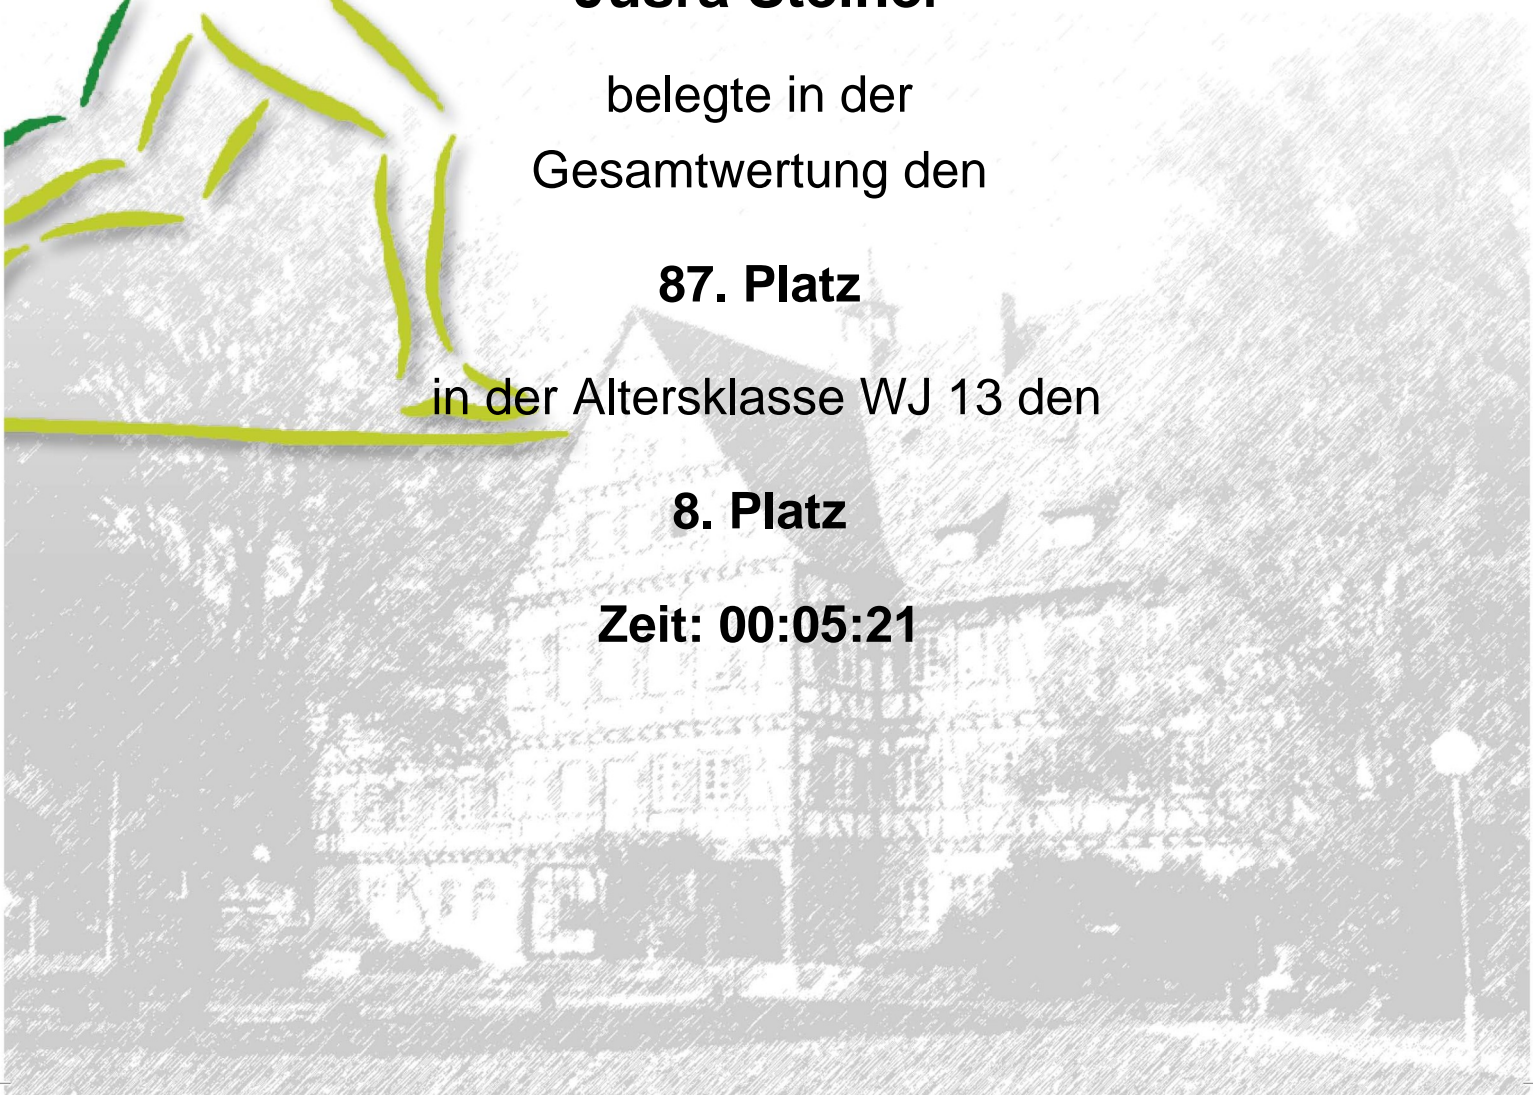 belegte in der
Gesamtwertung den
87. Platz
in der Altersklasse WJ 13 den
8. Platz
Zeit: 00:05:21